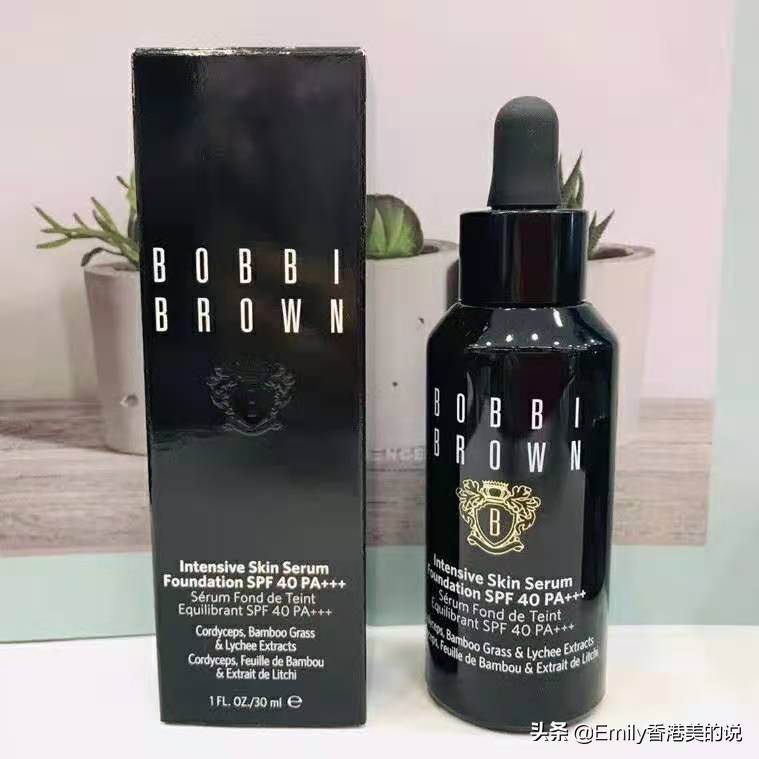 BOBBI
BROWN
Intensive Skin Serum
Foundation SPF 40 PA+++
Sérum Fond de Teint
Equilibrant SPF 40 PA+++
Cordyceps, Bamboo Grass
& Lychee Extracts
Cordyceps, Feuille de Bambou
& Extrait de Litchi
1 FL. OZ./30 ml ℮
BOBBI
BROWN
B
Intensive Skin Serum
Foundation SPF 40 PA+++
Sérum Fond de Teint
Equilibrant SPF 40 PA+++
Bamboo Grass & Lychee Extracts
Feuille de Bambou & Extrait de Litchi
头条 @Emily香港美的说